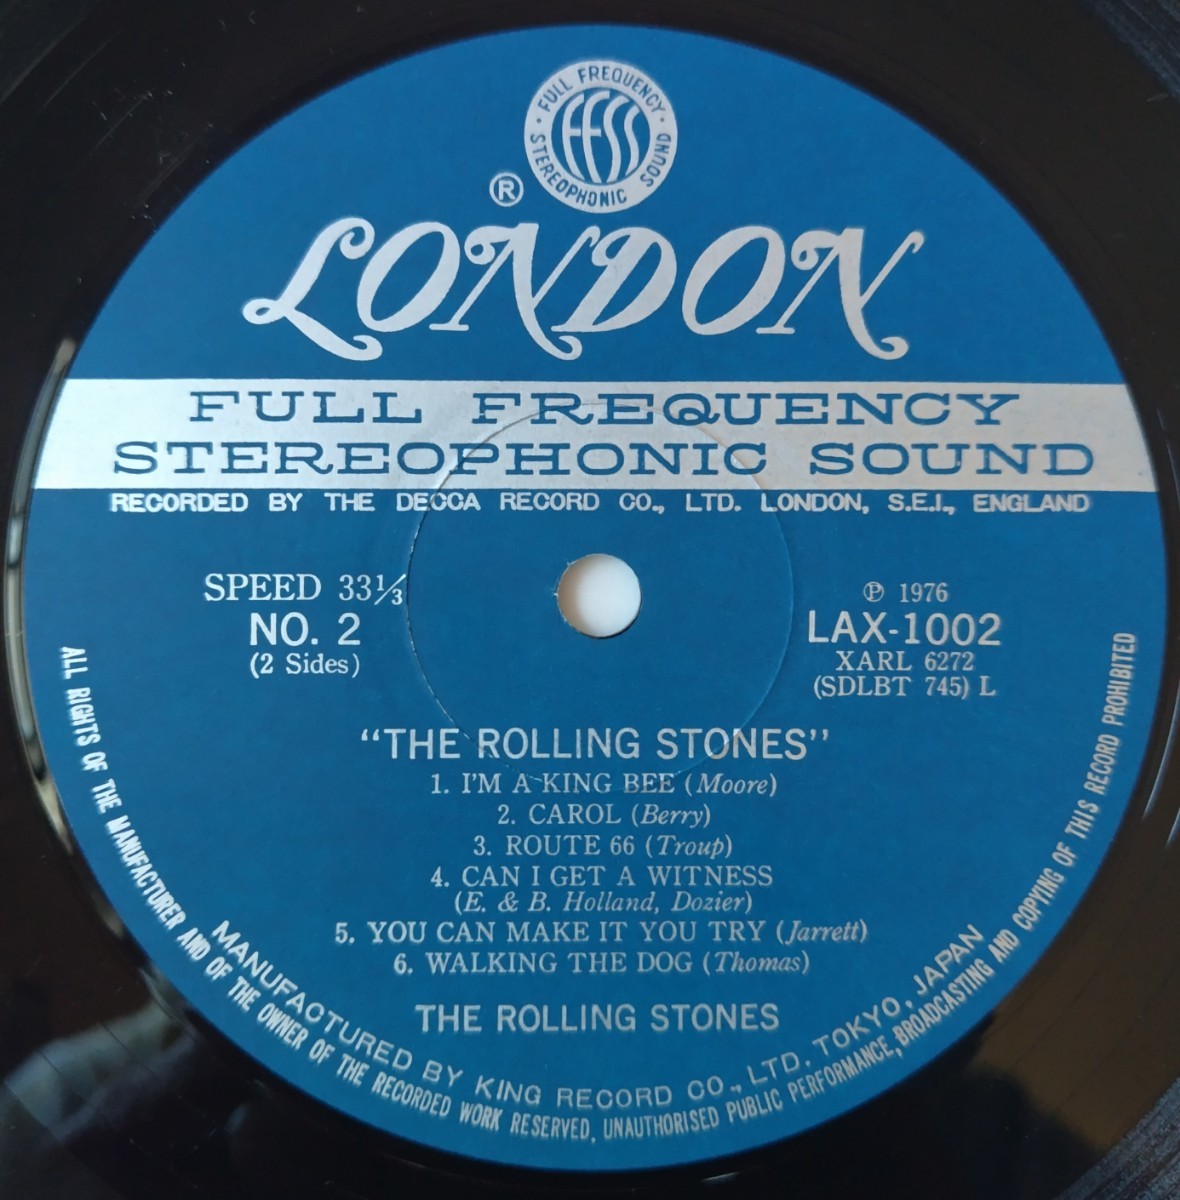 FULL FREQUENCY
STEREOPHONIC SOUND
FFSS
®
LONDON
FULL FREQUENCY
STEREOPHONIC SOUND
RECORDED BY THE DECCA RECORD CO., LTD. LONDON, S.E.I., ENGLAND
SPEED 33⅓
NO. 2
(2 Sides)
℗ 1976
LAX-1002
XARL 6272
(SDLBT 745) L
"THE ROLLING STONES"
1. I'M A KING BEE (Moore)
2. CAROL (Berry)
3. ROUTE 66 (Troup)
4. CAN I GET A WITNESS
(E. & B. Holland, Dozier)
5. YOU CAN MAKE IT YOU TRY (Jarrett)
6. WALKING THE DOG (Thomas)
THE ROLLING STONES
MANUFACTURED BY KING RECORD CO., LTD. TOKYO, JAPAN
ALL RIGHTS OF THE MANUFACTURER AND OF THE OWNER OF THE RECORDED WORK RESERVED. UNAUTHORISED PUBLIC PERFORMANCE, BROADCASTING AND COPYING OF THIS RECORD PROHIBITED